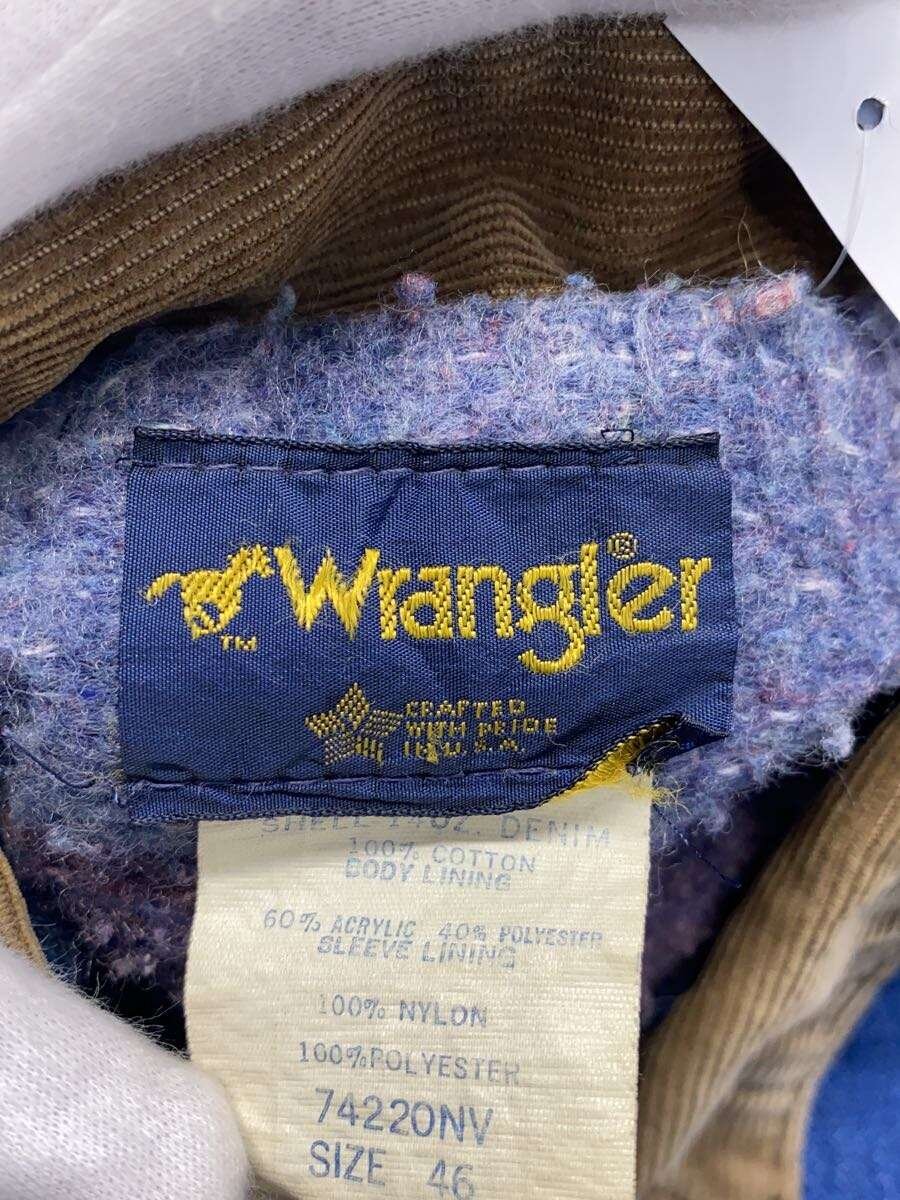 Wrangler®
TM
CRAFTED
WITH PRIDE
IN U.S.A.
SHELL 14OZ. DENIM
100% COTTON
BODY LINING
60% ACRYLIC 40% POLYESTER
SLEEVE LINING
100% NYLON
100% POLYESTER
74220NV
SIZE 46